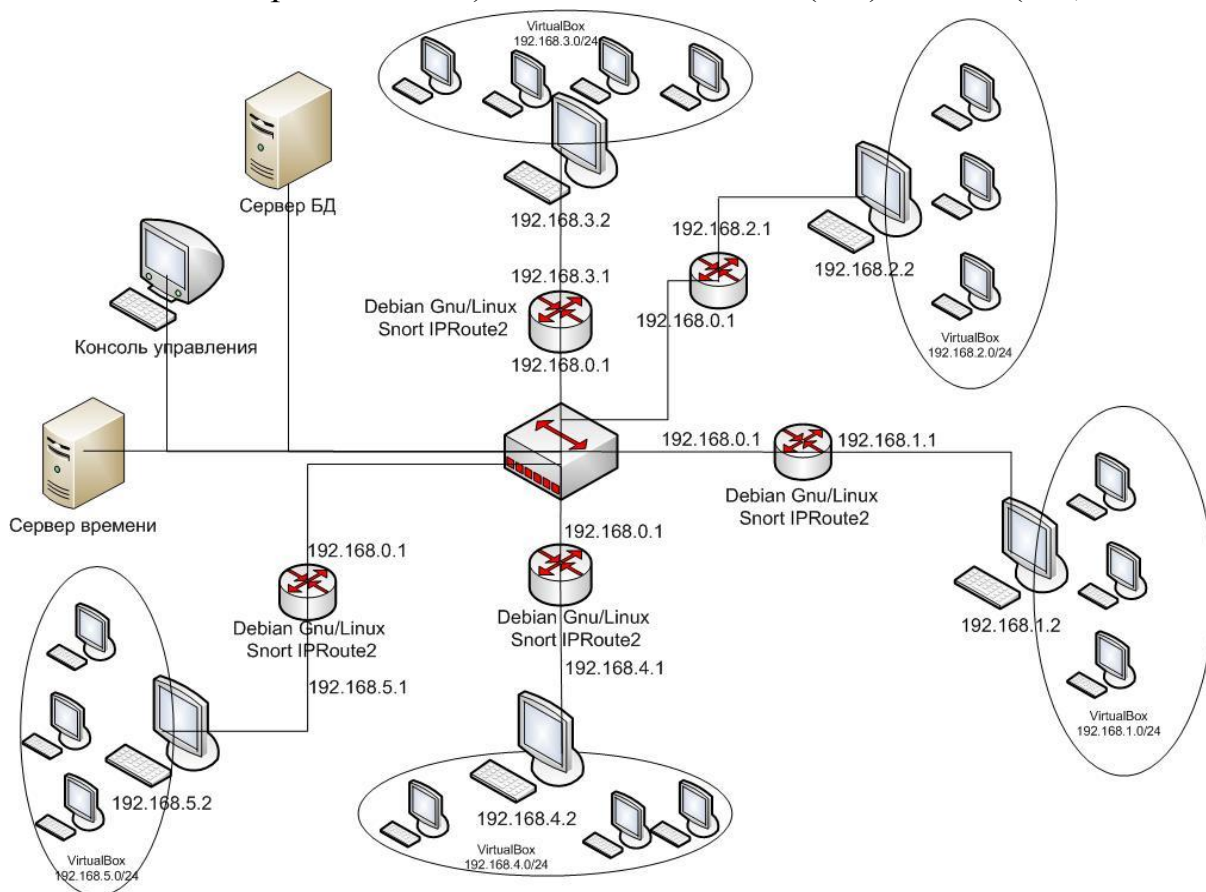 VirtualBox
192.168.3.0/24
VirtualBox
192.168.2.0/24
Сервер БД
192.168.3.2
192.168.2.1
192.168.2.2
192.168.3.1
Debian Gnu/Linux
Snort IPRoute2
192.168.0.1
192.168.0.1
Консоль управления
192.168.0.1
192.168.1.1
Debian Gnu/Linux
Snort IPRoute2
Сервер времени
192.168.0.1
192.168.0.1
Debian Gnu/Linux
Snort IPRoute2
Debian Gnu/Linux
Snort IPRoute2
192.168.1.2
192.168.5.1
192.168.4.1
VirtualBox
192.168.1.0/24
192.168.5.2
192.168.4.2
VirtualBox
192.168.5.0/24
VirtualBox
192.168.4.0/24